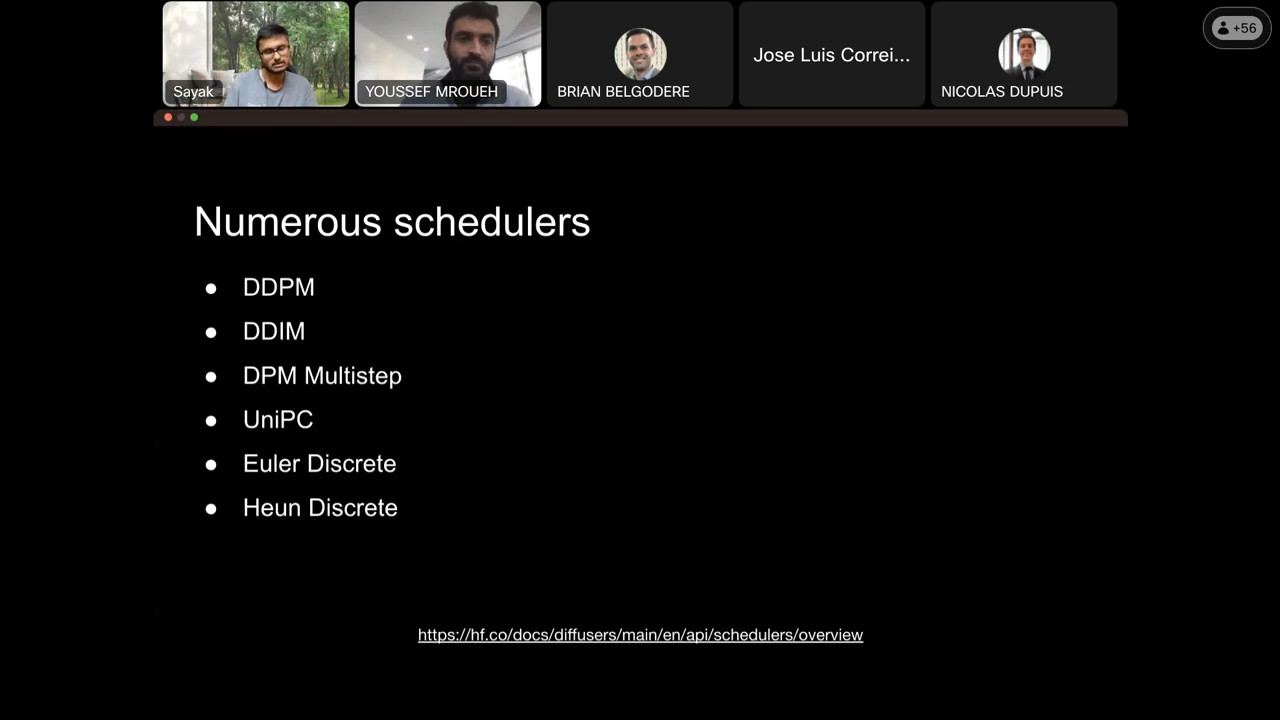 Sayak
YOUSSEF MROUEH
BRIAN BELGODERE
Jose Luis Correi...
NICOLAS DUPUIS
+56
Numerous schedulers
● DDPM
● DDIM
● DPM Multistep
● UniPC
● Euler Discrete
● Heun Discrete
https://hf.co/docs/diffusers/main/en/api/schedulers/overview